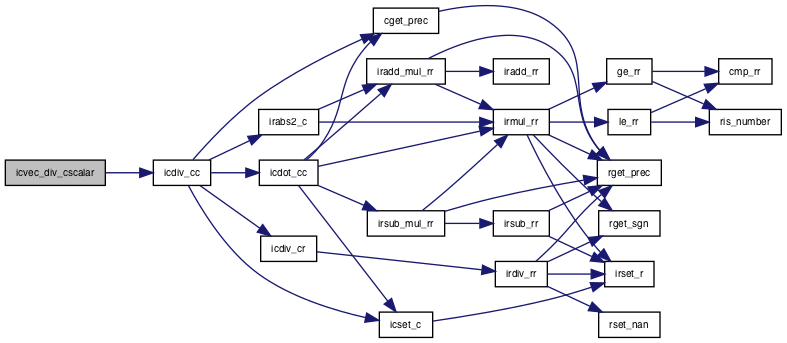 cget_prec
iradd_mul_rr
iradd_rr
ge_rr
cmp_rr
irabs2_c
irmul_rr
le_rr
ris_number
icvec_div_cscalar
icdiv_cc
icdot_cc
rget_prec
irsub_mul_rr
irsub_rr
rget_sgn
icdiv_cr
irdiv_rr
irset_r
icset_c
rset_nan